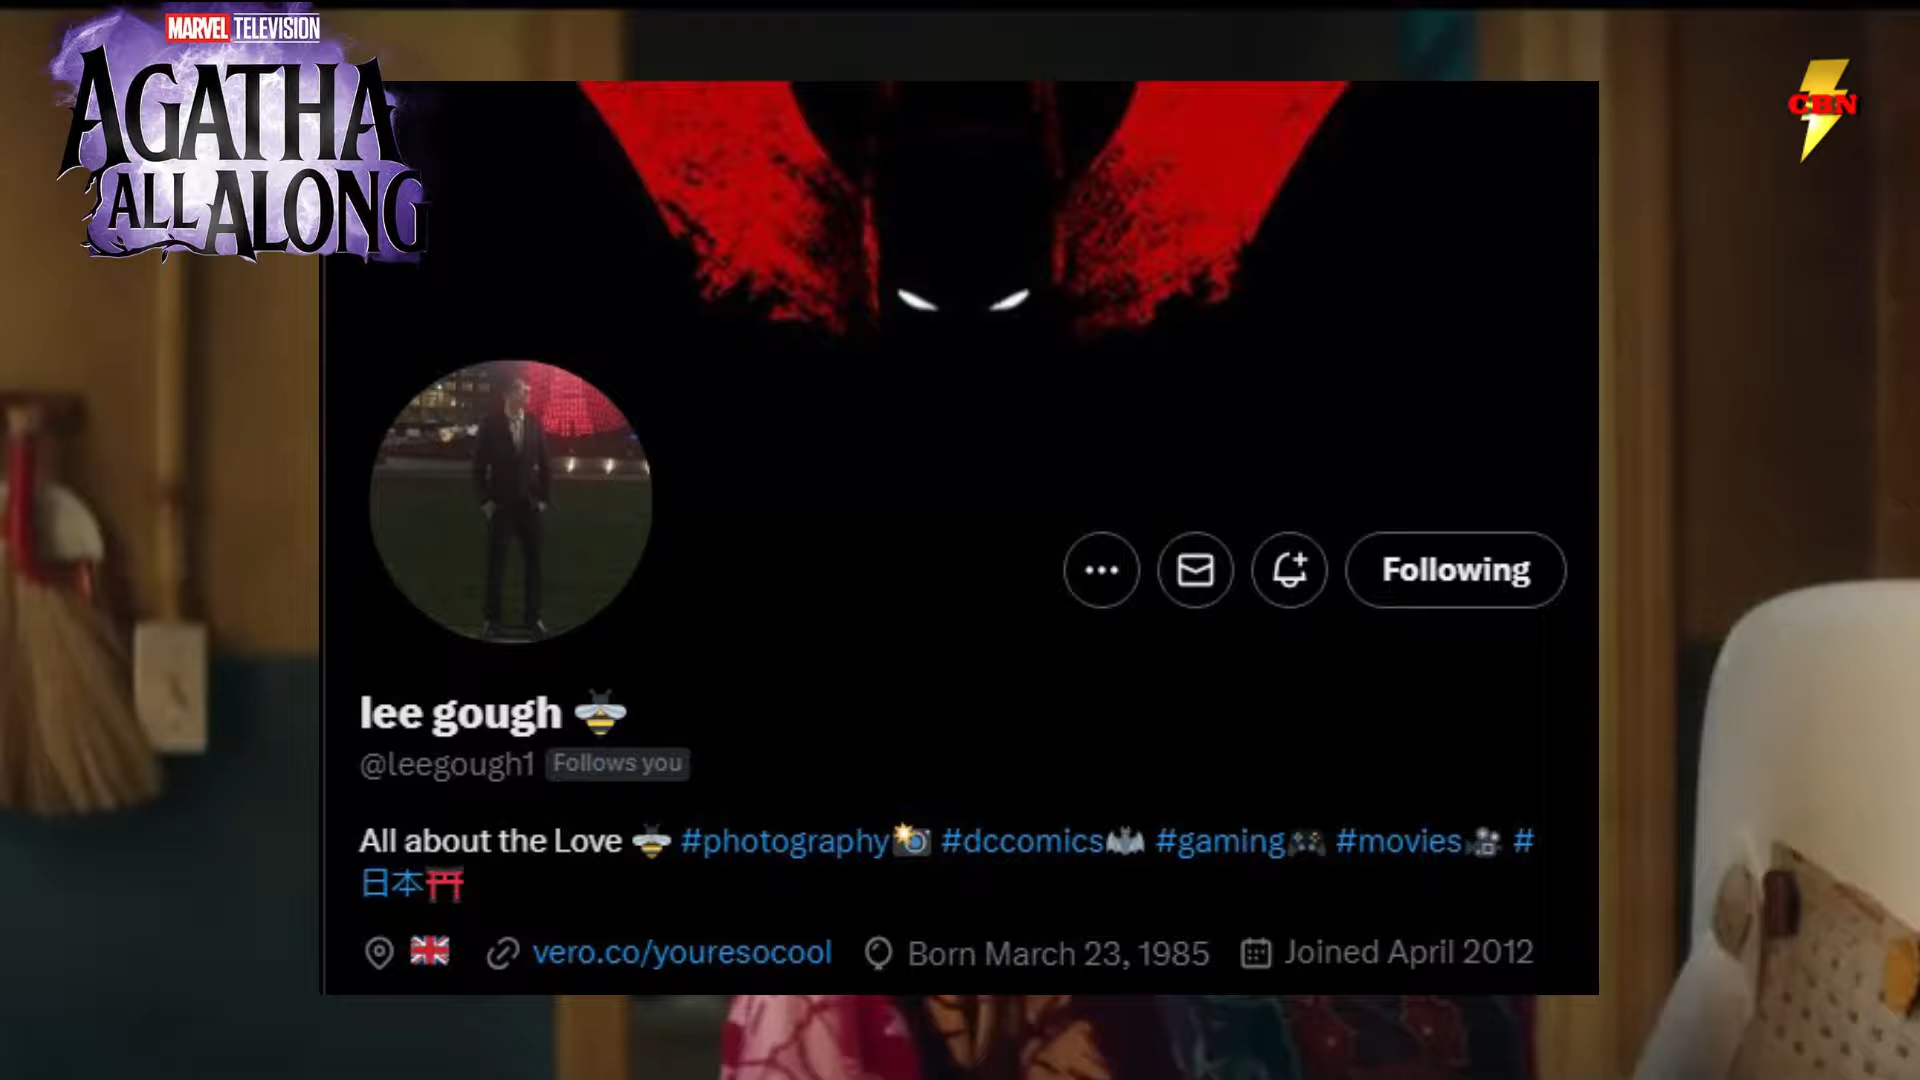 MARVEL TELEVISION
AGATHA
ALL ALONG
CBN
Following
lee gough 🐝
@leegough1 Follows you
All about the Love 🐝 #photography📸 #dccomics🦇 #gaming🎮 #movies🎥 #
日本⛩️
🇬🇧 vero.co/youresocool Born March 23, 1985 Joined April 2012